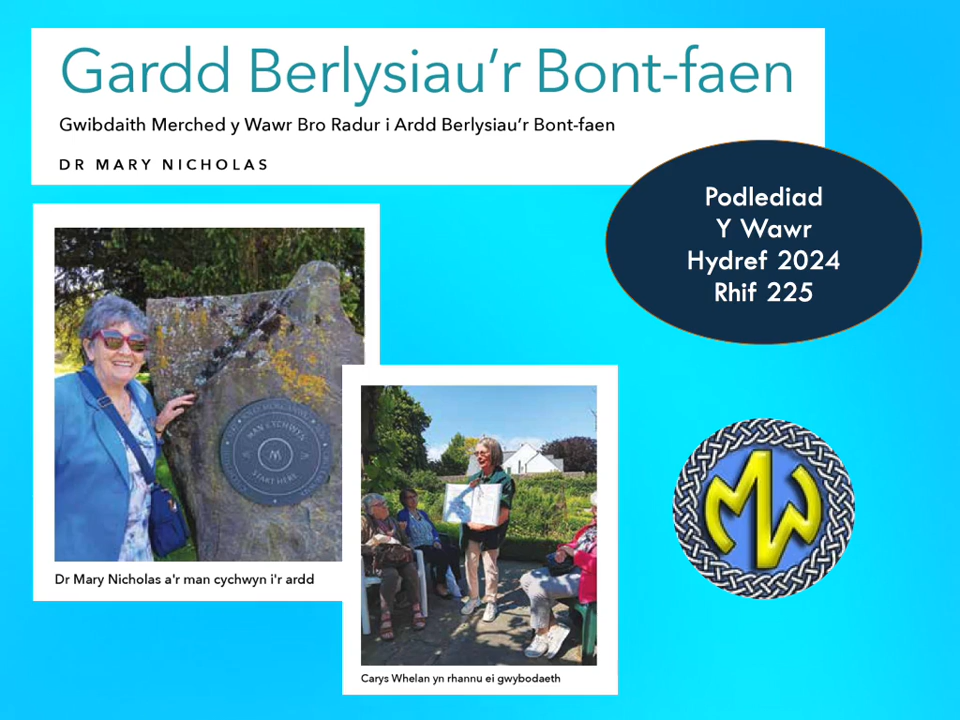 Gardd Berlysiau’r Bont-faen
Gwibdaith Merched y Wawr Bro Radur i Ardd Berlysiau’r Bont-faen
DR MARY NICHOLAS
Podlediad
Y Wawr
Hydref 2024
Rhif 225
MAN CYCHWYN
START HERE
Dr Mary Nicholas a'r man cychwyn i'r ardd
Carys Whelan yn rhannu ei gwybodaeth
MW